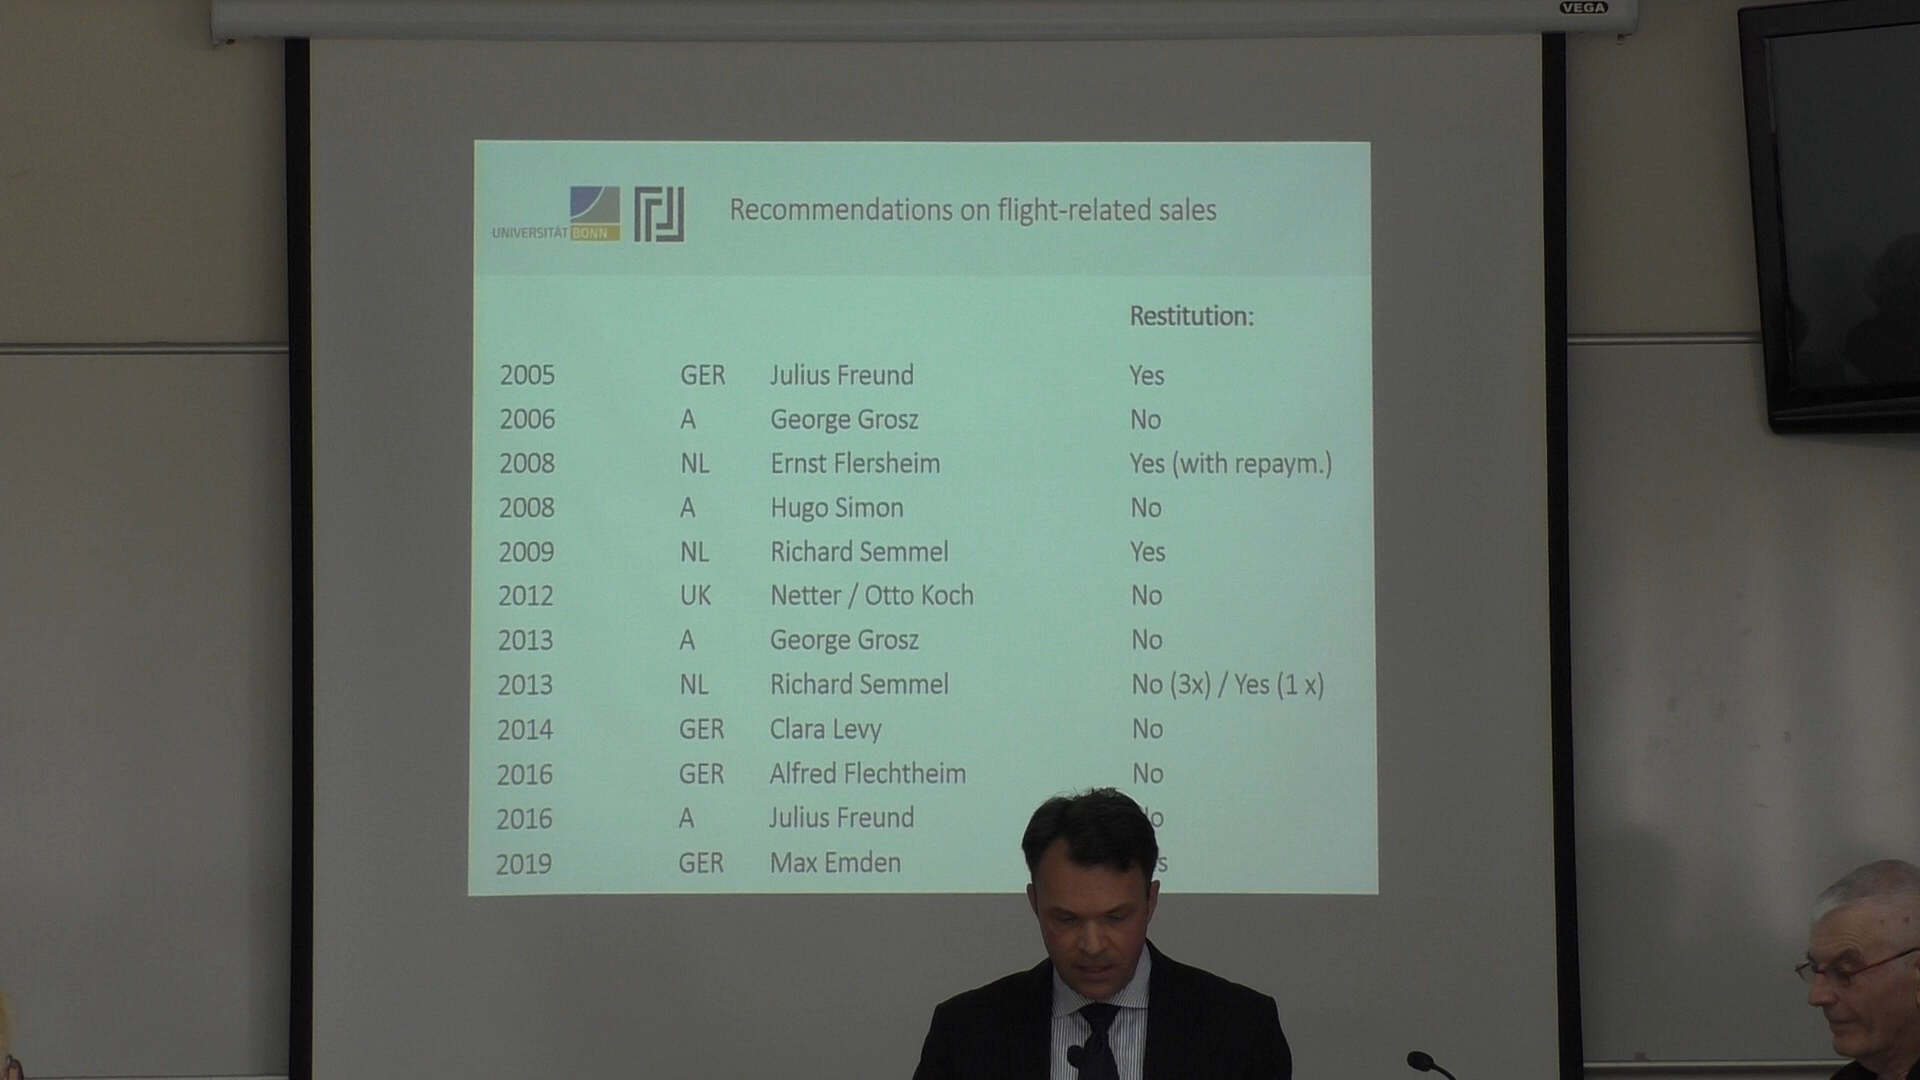 VEGA
UNIVERSITÄT BONN
Recommendations on flight-related sales
Restitution:
2005 GER Julius Freund Yes
2006 A George Grosz No
2008 NL Ernst Flersheim Yes (with repaym.)
2008 A Hugo Simon No
2009 NL Richard Semmel Yes
2012 UK Netter / Otto Koch No
2013 A George Grosz No
2013 NL Richard Semmel No (3x) / Yes (1 x)
2014 GER Clara Levy No
2016 GER Alfred Flechtheim No
2016 A Julius Freund
2019 GER Max Emden